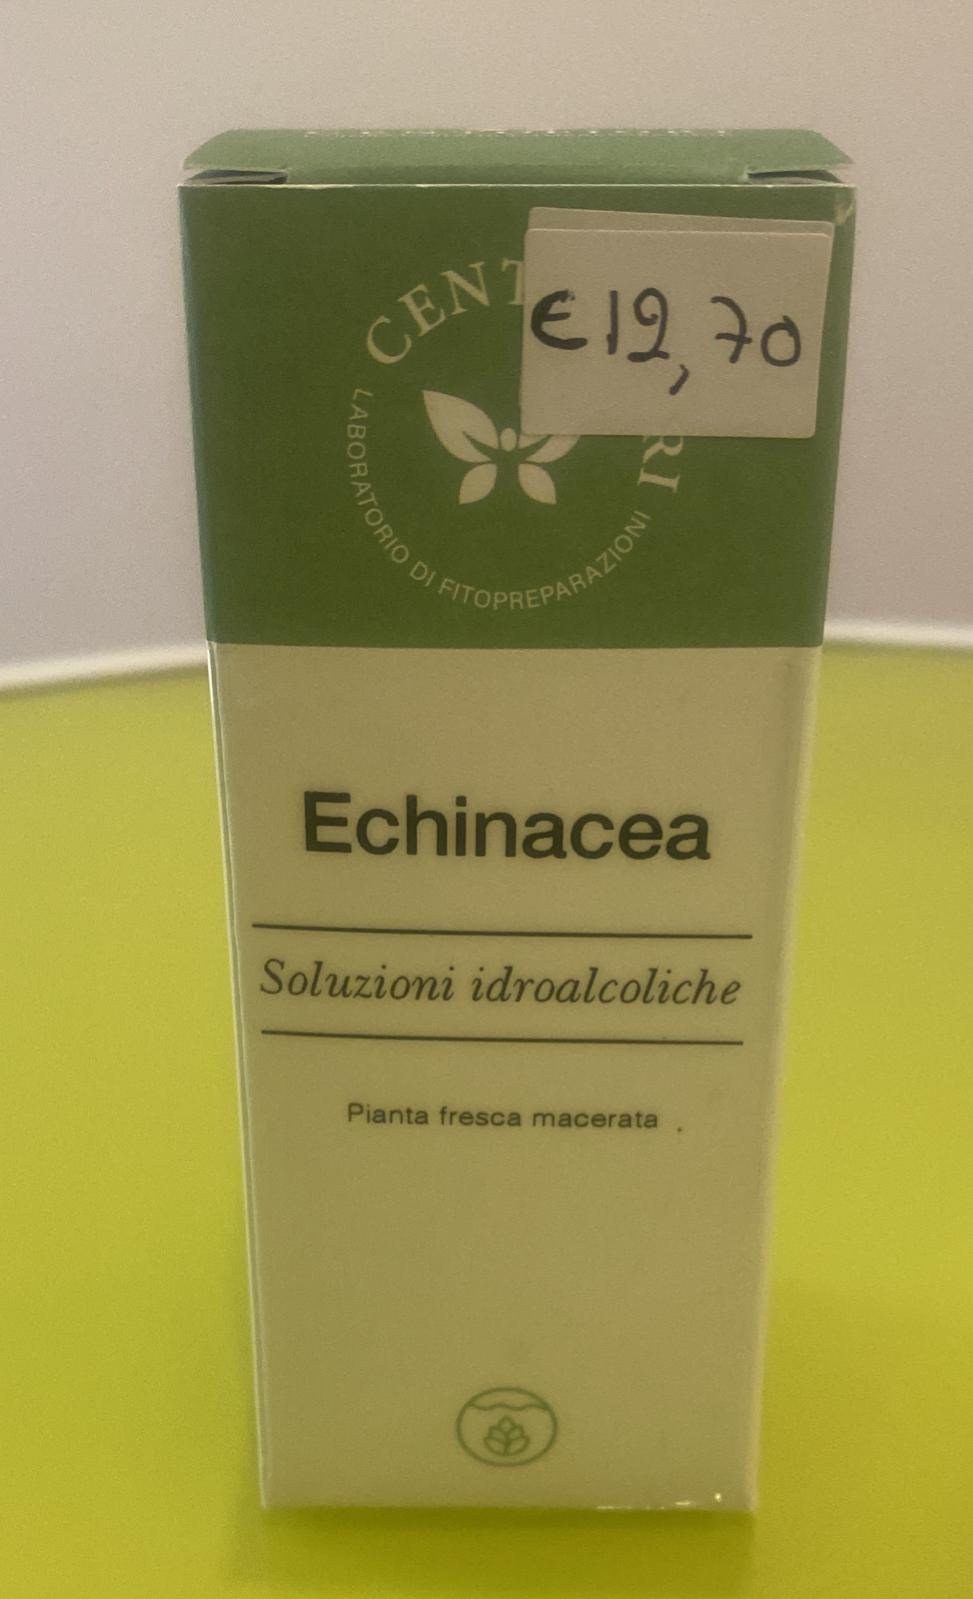 CENT
RI
€12,70
LABORATORIO DI FITOPREPARAZIONI
Echinacea
Soluzioni idroalcoliche
Pianta fresca macerata